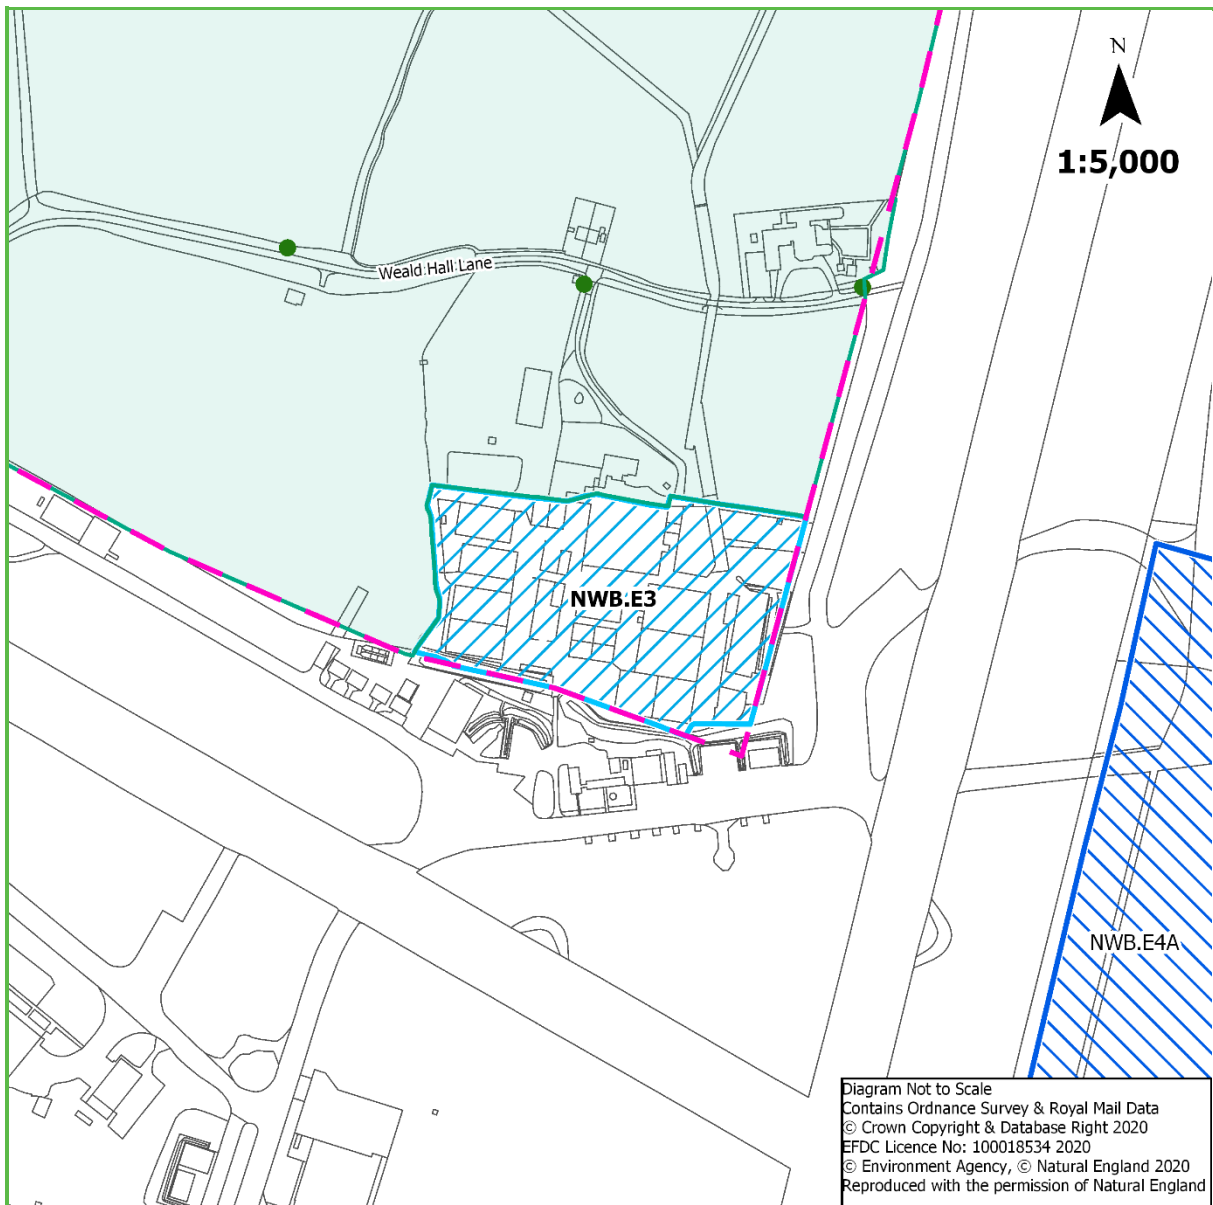 N
1:5,000
Weald Hall Lane
NWB.E3
NWB.E4A
Diagram Not to Scale
Contains Ordnance Survey & Royal Mail Data
© Crown Copyright & Database Right 2020
EFDC Licence No: 100018534 2020
© Environment Agency, © Natural England 2020
Reproduced with the permission of Natural England